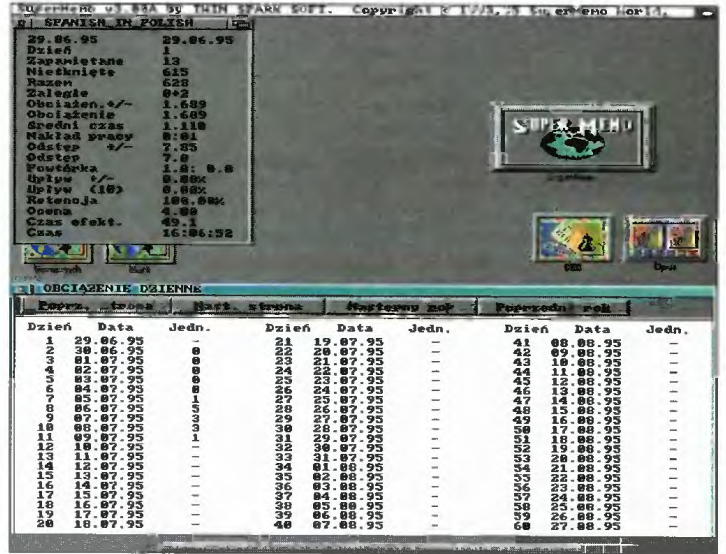 SuperMemo v3.88A by TWIN SPARK SOFT. Copyright
SPANISH_IN_POLISH
29.06.95 29.06.95
Dzień 1
Zapamiętane 13
Nietknięte 615
Razem 628
Zaległe 0+2
Obciążen.+/- 1.689
Obciążenie 1.689
Średni czas 1.110
Nakład pracy 0:01
Odstęp +/- 7.85
Odstęp 7.0
Powtórka 1.0: 0.0
Upływ +/- 0.00%
Upływ (10) 0.00%
Retencja 100.00%
Ocena 4.00
Czas efekt. 49.1
Czas 16:06:52
SUPER MEMO
OBCIĄŻENIE DZIENNE
Poprz. strona Nast. strona Następny rok Poprzedni rok
Dzień Data Jedn. Dzień Data Jedn. Dzień Data Jedn.
1 29.06.95 – 21 19.07.95 – 41 08.08.95 –
2 30.06.95 0 22 20.07.95 – 42 09.08.95 –
3 01.07.95 0 23 21.07.95 – 43 10.08.95 –
4 02.07.95 0 24 22.07.95 – 44 11.08.95 –
5 03.07.95 0 25 23.07.95 – 45 12.08.95 –
6 04.07.95 0 26 24.07.95 – 46 13.08.95 –
7 05.07.95 1 27 25.07.95 – 47 14.08.95 –
8 06.07.95 5 28 26.07.95 – 48 15.08.95 –
9 07.07.95 3 29 27.07.95 – 49 16.08.95 –
10 08.07.95 3 30 28.07.95 – 50 17.08.95 –
11 09.07.95 1 31 29.07.95 – 51 18.08.95 –
12 10.07.95 – 32 30.07.95 – 52 19.08.95 –
13 11.07.95 – 33 31.07.95 – 53 20.08.95 –
14 12.07.95 – 34 01.08.95 – 54 21.08.95 –
15 13.07.95 – 35 02.08.95 – 55 22.08.95 –
16 14.07.95 – 36 03.08.95 – 56 23.08.95 –
17 15.07.95 – 37 04.08.95 – 57 24.08.95 –
18 16.07.95 – 38 05.08.95 – 58 25.08.95 –
19 17.07.95 – 39 06.08.95 – 59 26.08.95 –
20 18.07.95 – 40 07.08.95 – 60 27.08.95 –